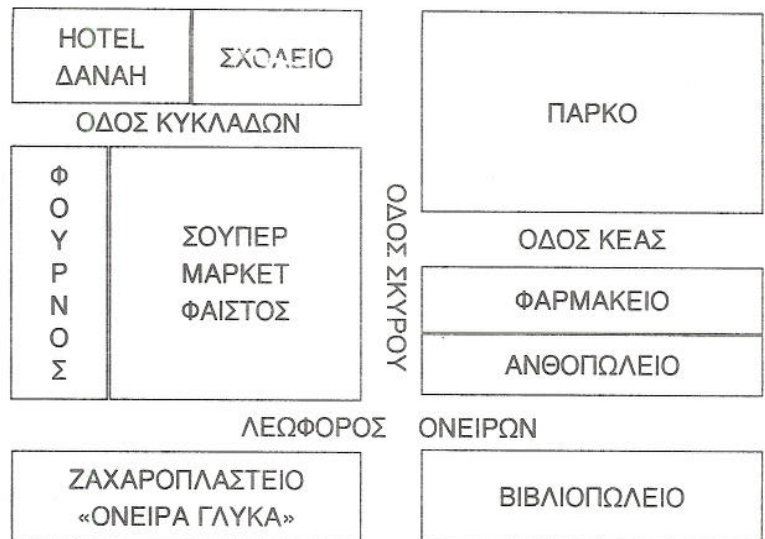 HOTEL
ΔΑΝΑΗ
ΣΧΟΛΕΙΟ
ΠΑΡΚΟ
ΟΔΟΣ ΚΥΚΛΑΔΩΝ
ΦΟΥΡΝΟΣ
ΣΟΥΠΕΡ
ΜΑΡΚΕΤ
ΦΑΙΣΤΟΣ
ΟΔΟΣ ΣΚΥΡΟΥ
ΟΔΟΣ ΚΕΑΣ
ΦΑΡΜΑΚΕΙΟ
ΑΝΘΟΠΩΛΕΙΟ
ΛΕΩΦΟΡΟΣ ΟΝΕΙΡΩΝ
ΖΑΧΑΡΟΠΛΑΣΤΕΙΟ
«ΟΝΕΙΡΑ ΓΛΥΚΑ»
ΒΙΒΛΙΟΠΩΛΕΙΟ